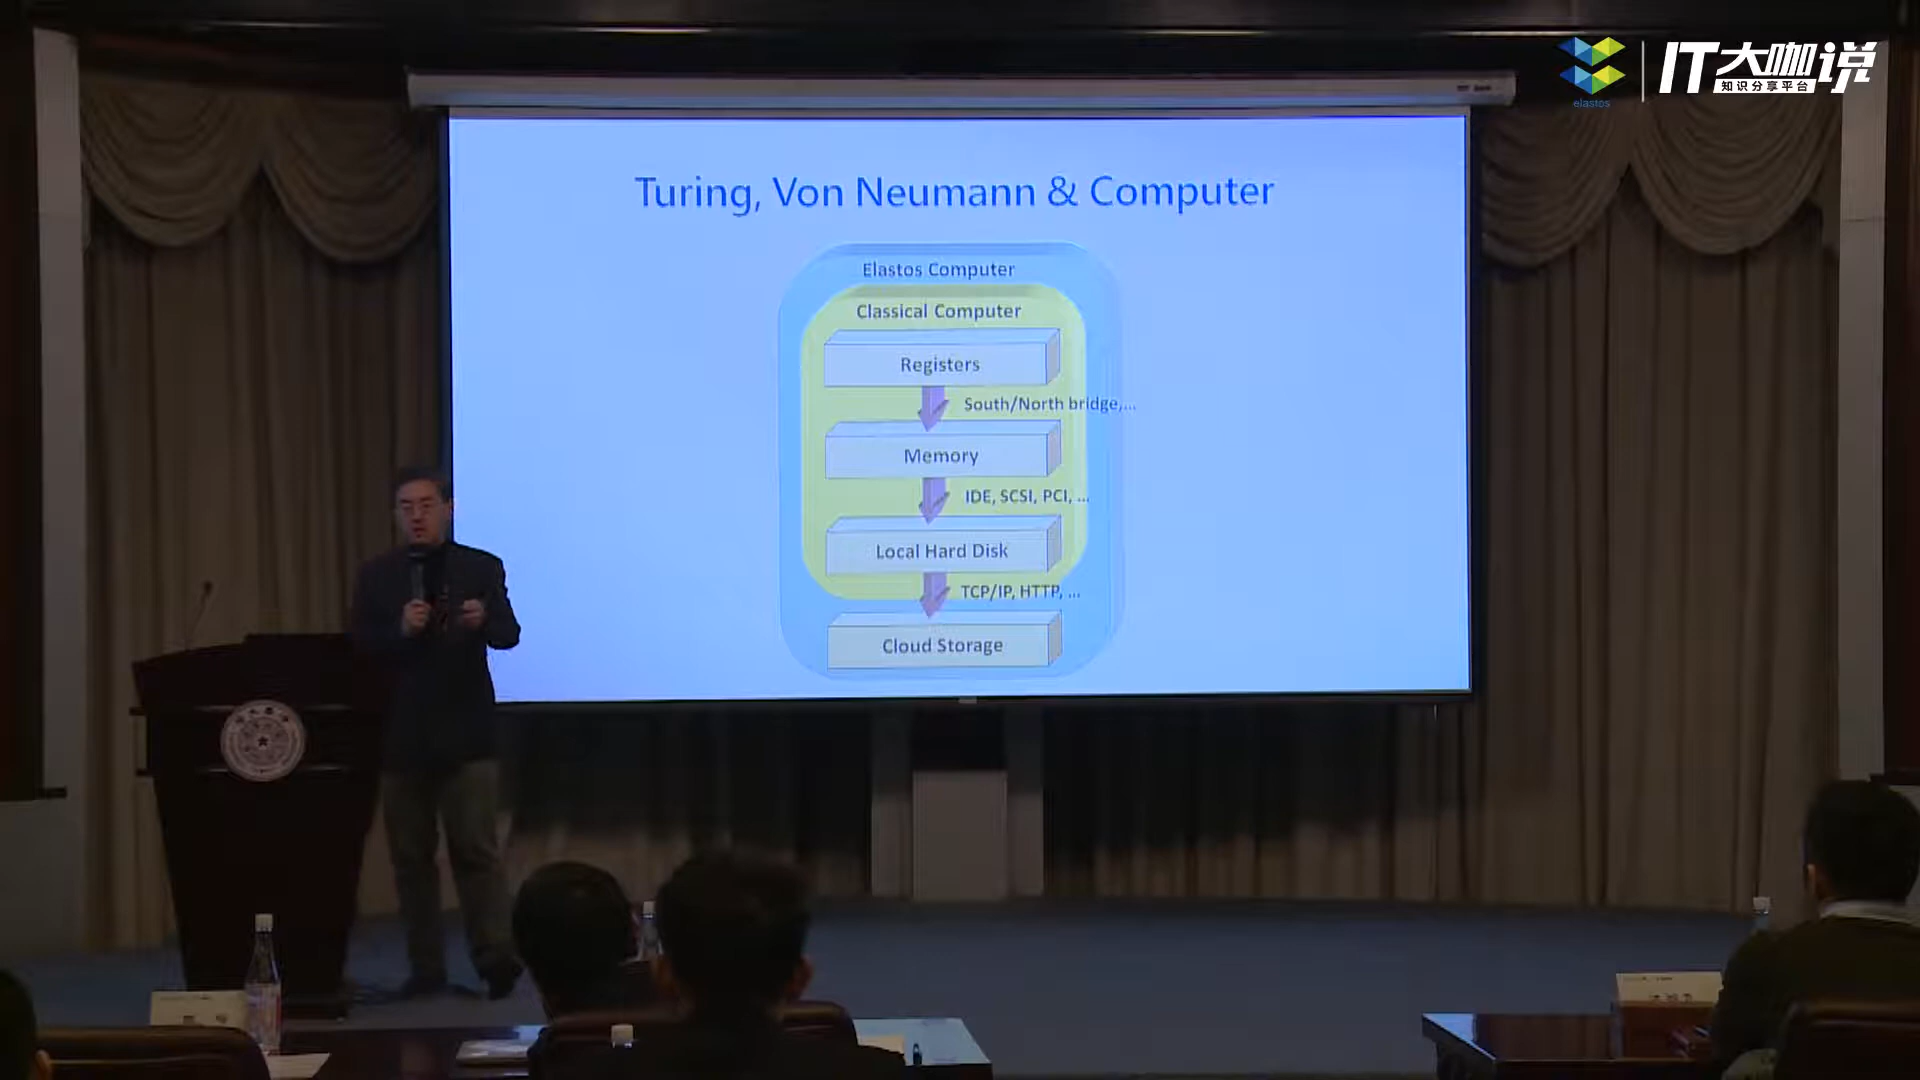 elastos
IT大咖说
知识分享平台
Turing, Von Neumann & Computer
Elastos Computer
Classical Computer
Registers
South/North bridge,...
Memory
IDE, SCSI, PCI, ...
Local Hard Disk
TCP/IP, HTTP, ...
Cloud Storage